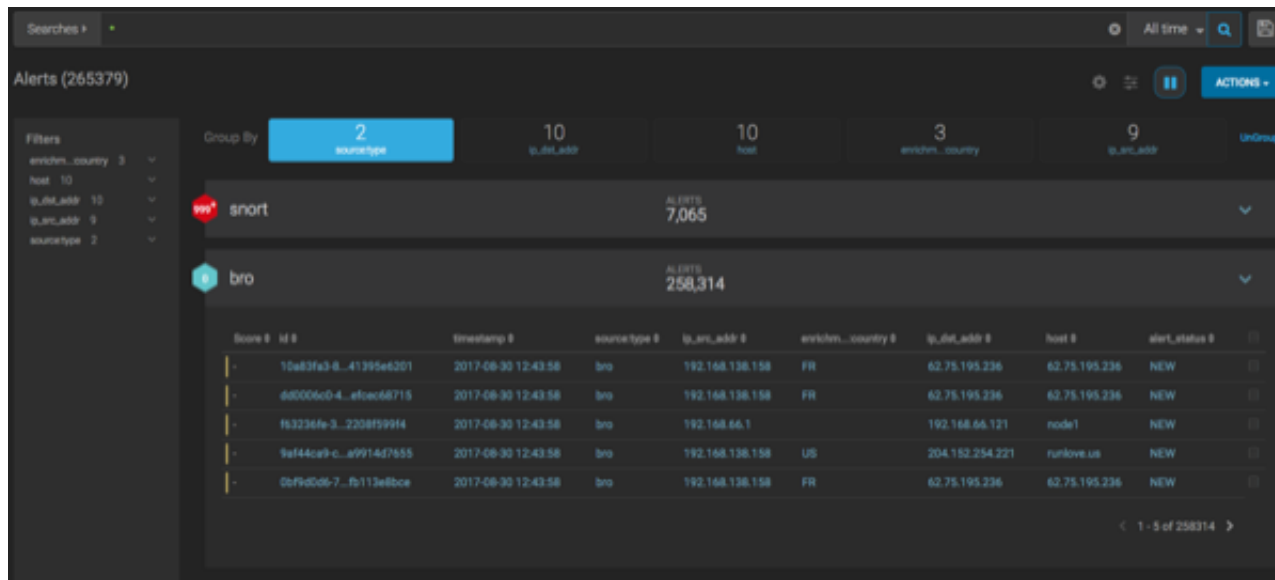 Searches All time
Alerts (265379) ACTIONS
Filters
enrichm...country 3
host 10
ip_dst_addr 10
ip_src_addr 9
source:type 2
Group By 2 source:type 10 ip_dst_addr 10 host 3 enrichm...country 9 ip_src_addr UnGroup
999+ snort ALERTS 7,065
0 bro ALERTS 258,314
Score id timestamp source:type ip_src_addr enrichm...:country ip_dst_addr host alert_status
- 10a83fa3-8...41395e6201 2017-08-30 12:43:58 bro 192.168.138.158 FR 62.75.195.236 62.75.195.236 NEW
- dd0006c0-4...efcec68715 2017-08-30 12:43:58 bro 192.168.138.158 FR 62.75.195.236 62.75.195.236 NEW
- f63236fe-3...2208f599f4 2017-08-30 12:43:58 bro 192.168.66.1 192.168.66.121 node1 NEW
- 9af44ca9-c...a9914d7655 2017-08-30 12:43:58 bro 192.168.138.158 US 204.152.254.221 runlove.us NEW
- 0bf9d0d6-7...fb113e8bce 2017-08-30 12:43:58 bro 192.168.138.158 FR 62.75.195.236 62.75.195.236 NEW
1 - 5 of 258314